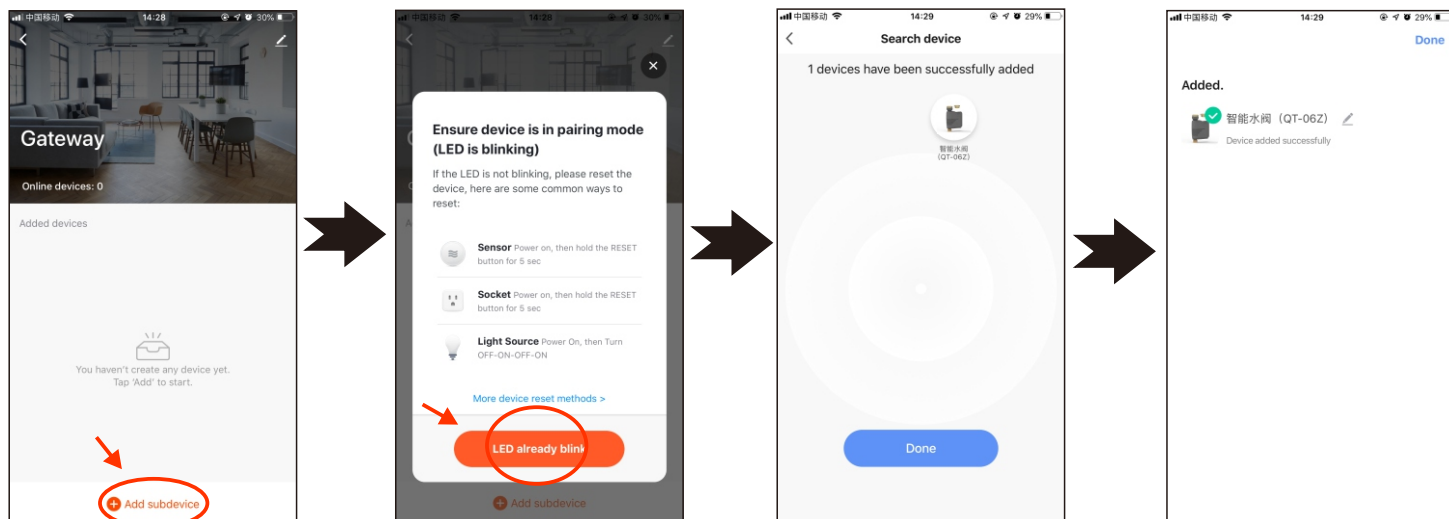 中国移动 14:28 30%
Gateway
Online devices: 0
Added devices
You haven't create any device yet.
Tap 'Add' to start.
Add subdevice
中国移动 14:28 30%
Ensure device is in pairing mode
(LED is blinking)
If the LED is not blinking, please reset the
device, here are some common ways to
reset:
Sensor Power on, then hold the RESET
button for 5 sec
Socket Power on, then hold the RESET
button for 5 sec
Light Source Power On, then Turn
OFF-ON-OFF-ON
More device reset methods >
LED already blink
Add subdevice
中国移动 14:29 29%
Search device
1 devices have been successfully added
智能水阀
(QT-06Z)
Done
中国移动 14:29 29%
Done
Added.
智能水阀（QT-06Z）
Device added successfully